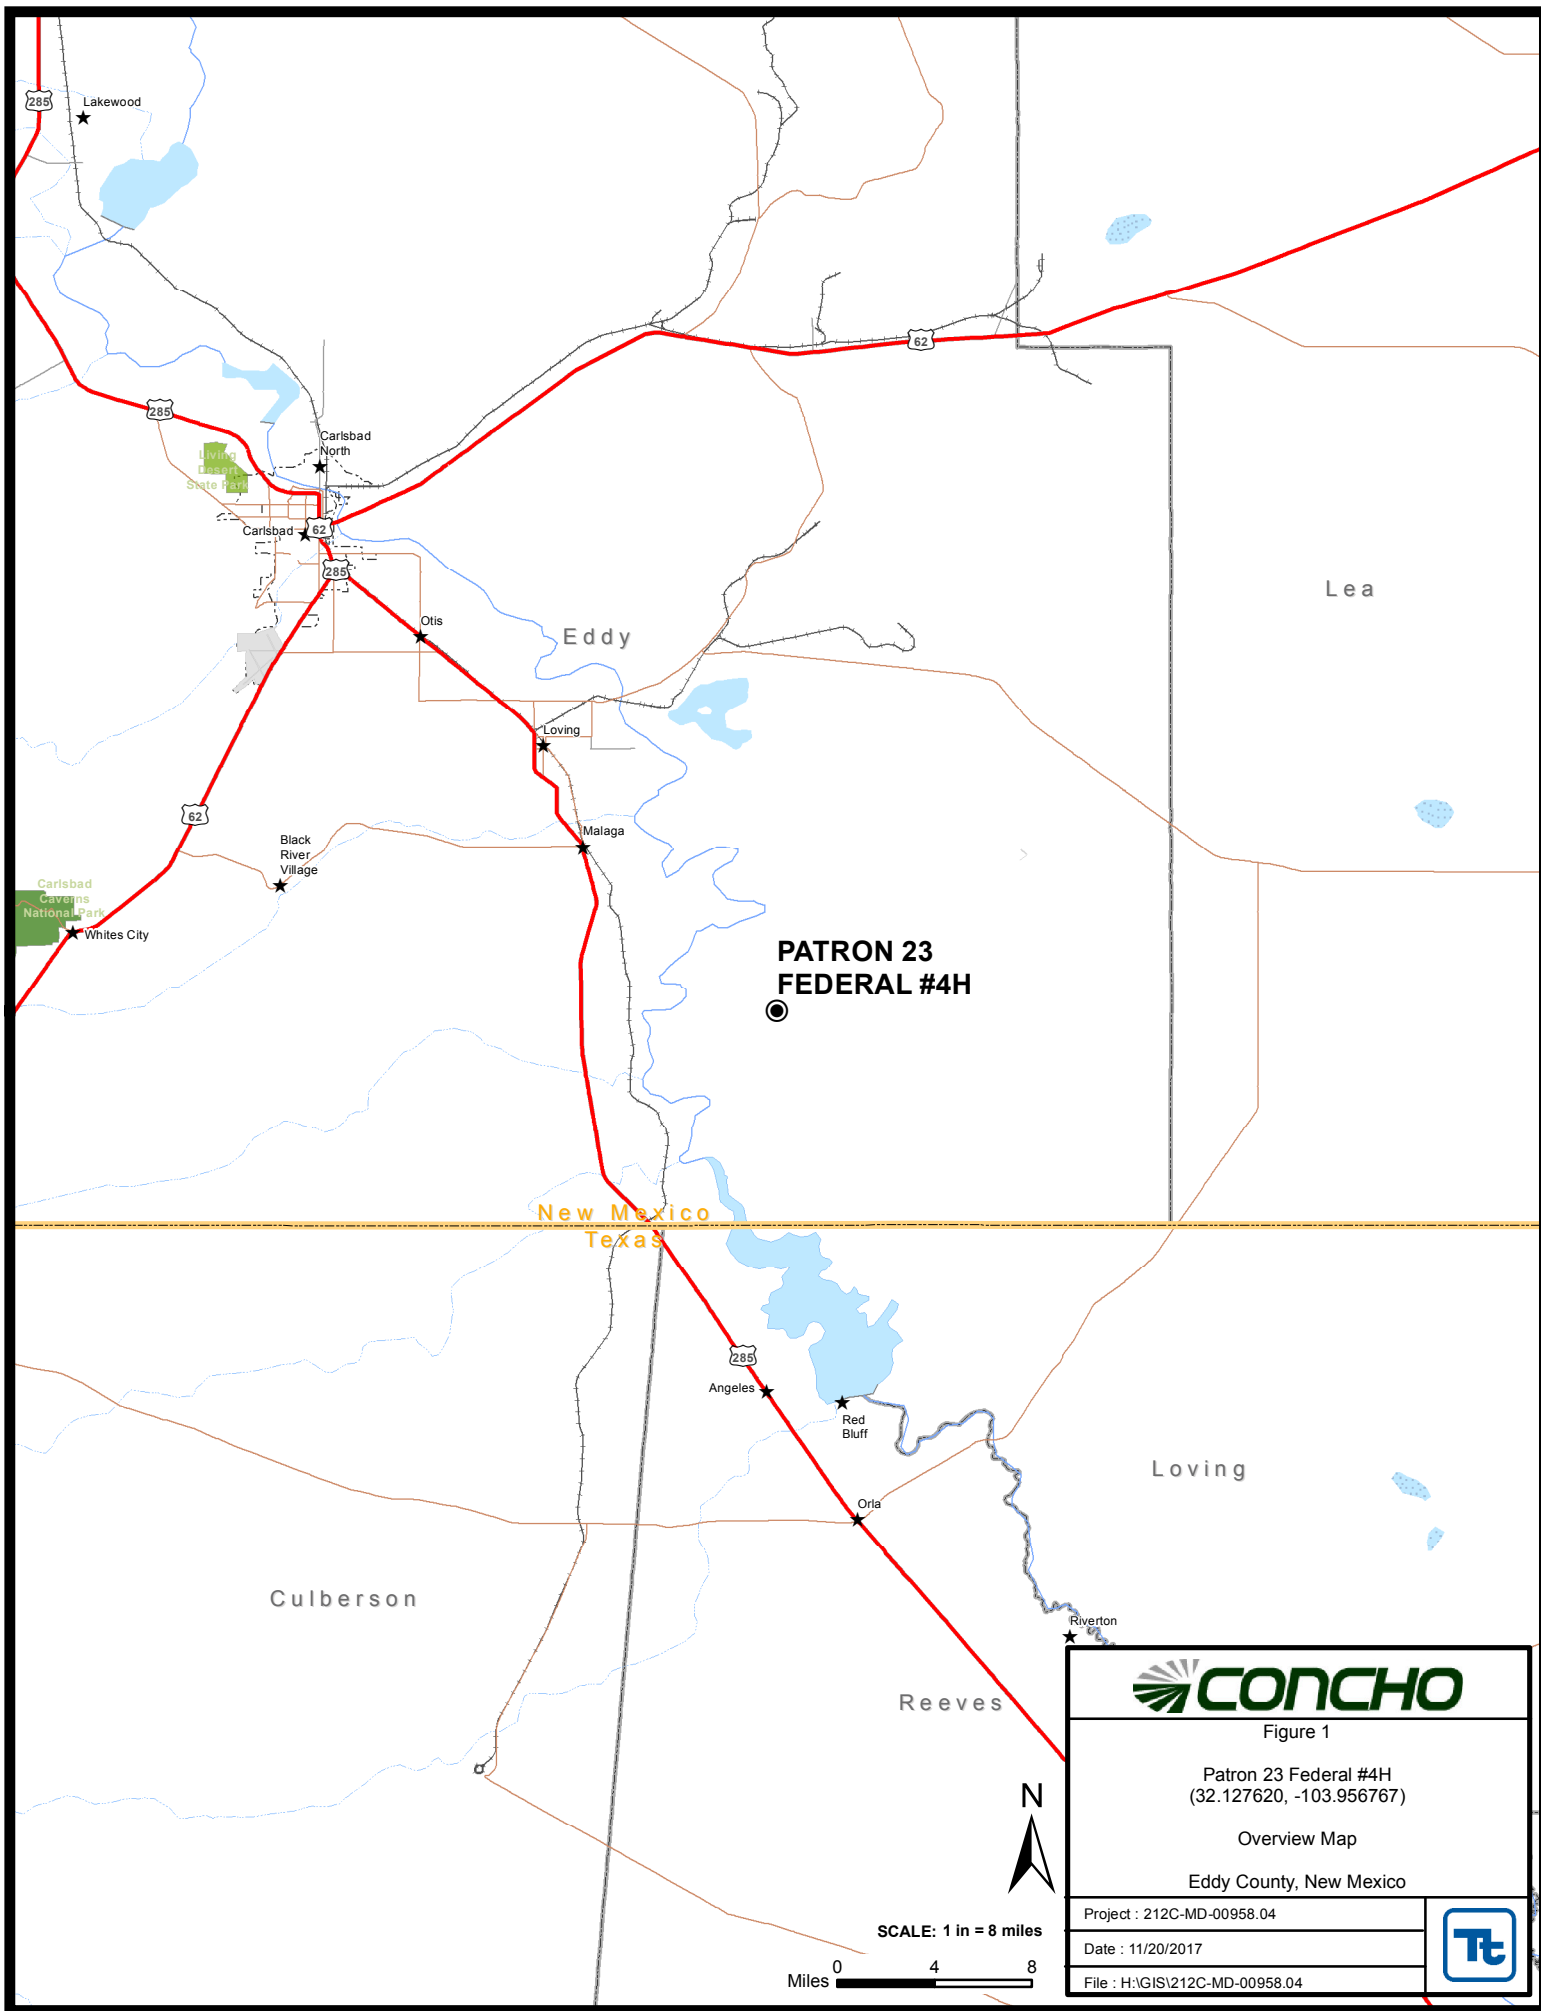 285
Lakewood
62
285
Carlsbad
North
Living
Desert
State Park
Carlsbad
62
285
Lea
Otis
Eddy
Loving
62
Malaga
Black
River
Village
Carlsbad
Caverns
National Park
Whites City
PATRON 23
FEDERAL #4H
New Mexico
Texas
285
Angeles
Red
Bluff
Loving
Orla
Culberson
Riverton
Reeves
CONCHO
Figure 1
Patron 23 Federal #4H
(32.127620, -103.956767)
Overview Map
Eddy County, New Mexico
Project : 212C-MD-00958.04
Date : 11/20/2017
File : H:\GIS\212C-MD-00958.04
Tt
N
SCALE: 1 in = 8 miles
0 4 8
Miles